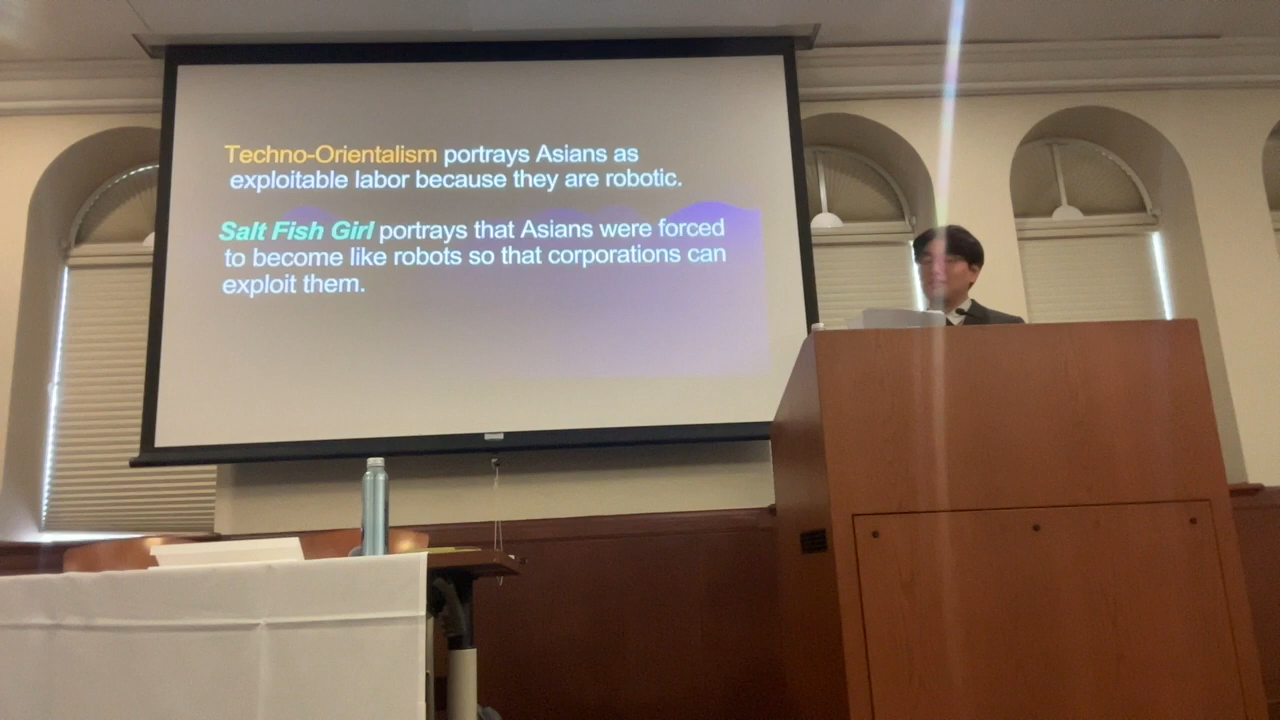 Techno-Orientalism portrays Asians as
exploitable labor because they are robotic.
Salt Fish Girl portrays that Asians were forced
to become like robots so that corporations can
exploit them.